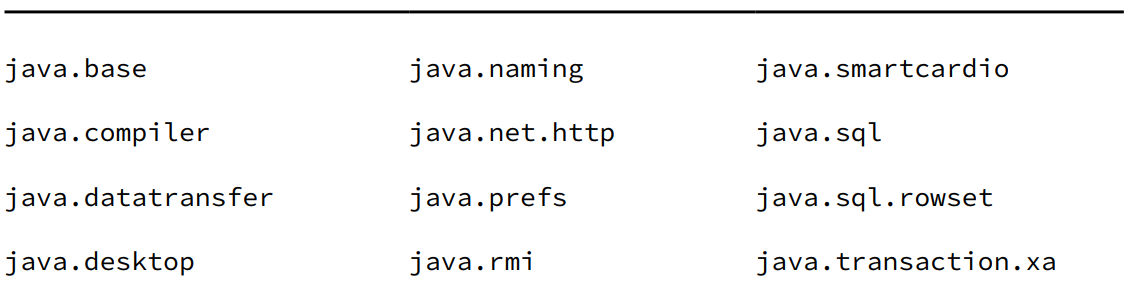 java.base java.naming java.smartcardio
java.compiler java.net.http java.sql
java.datatransfer java.prefs java.sql.rowset
java.desktop java.rmi java.transaction.xa